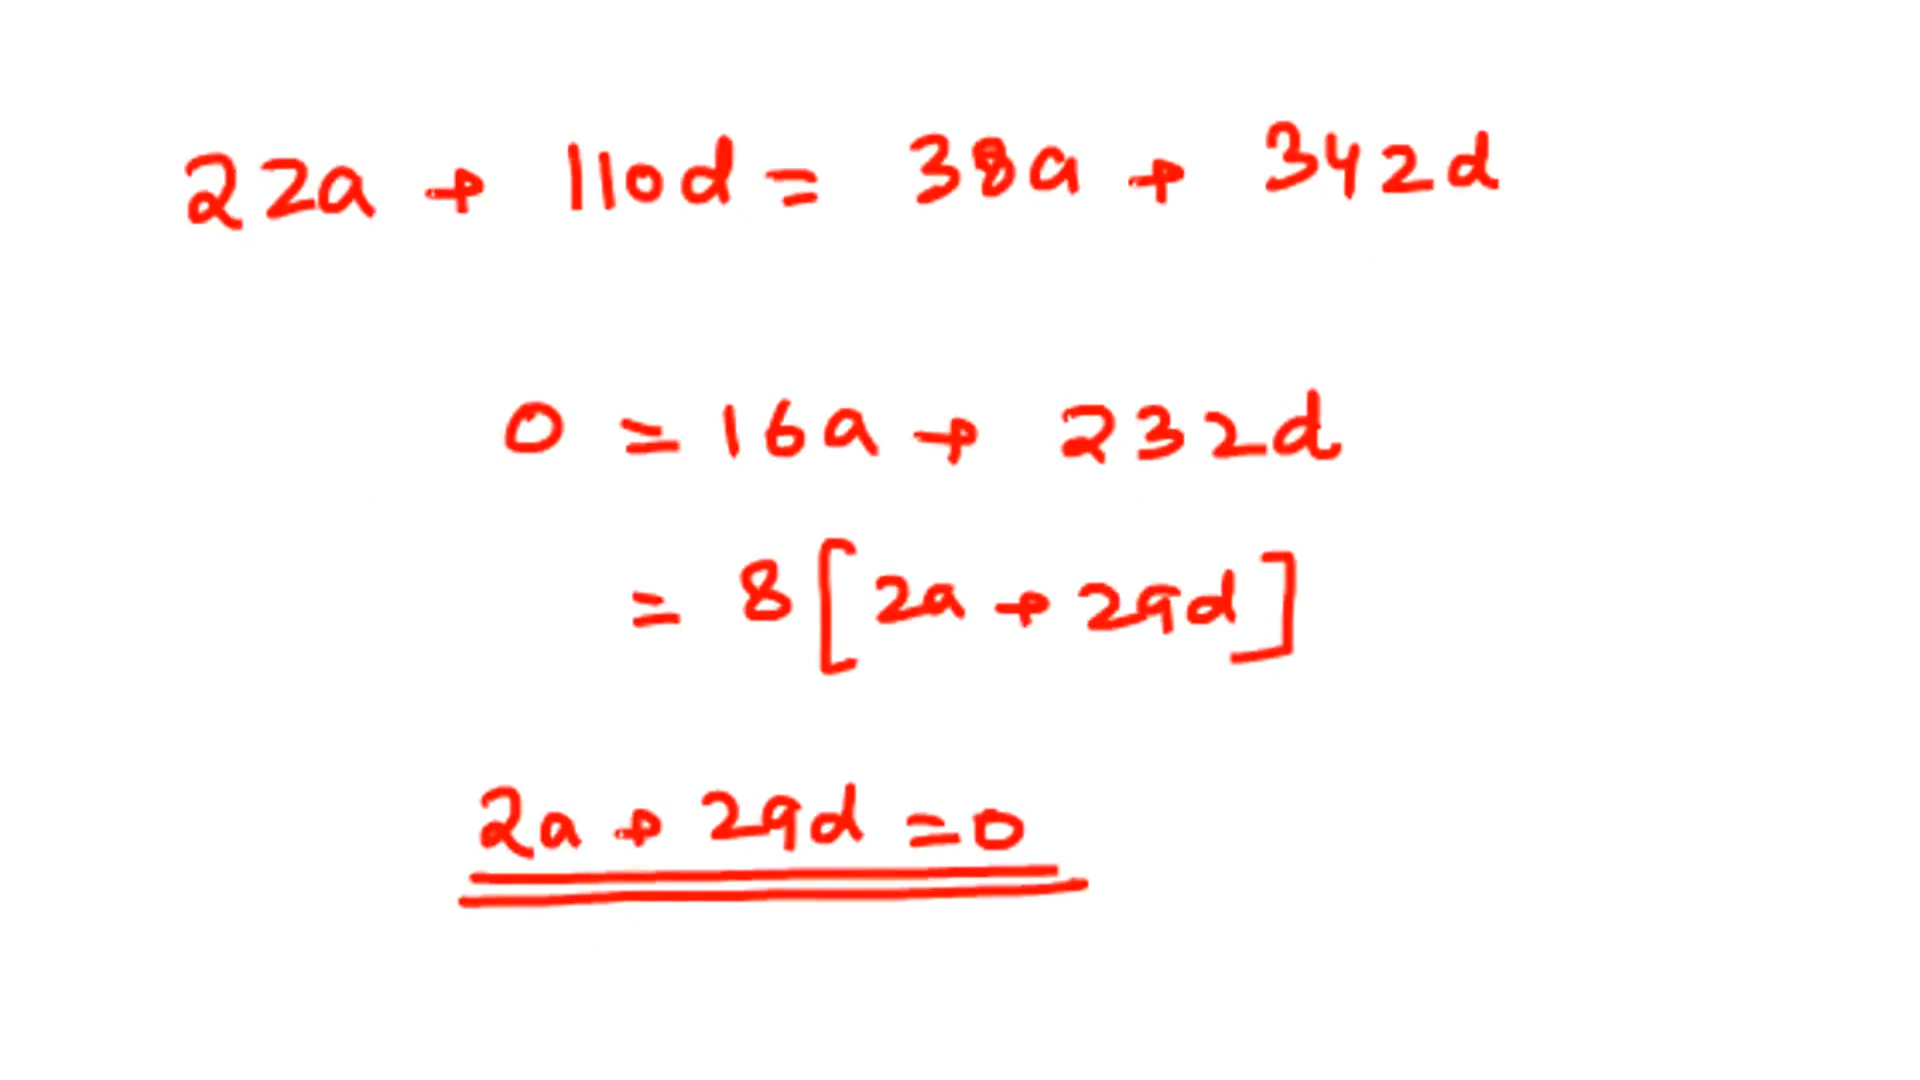 22a + 110d = 38a + 342d
0 = 16a + 232d
= 8[2a + 29d]
2a + 29d = 0